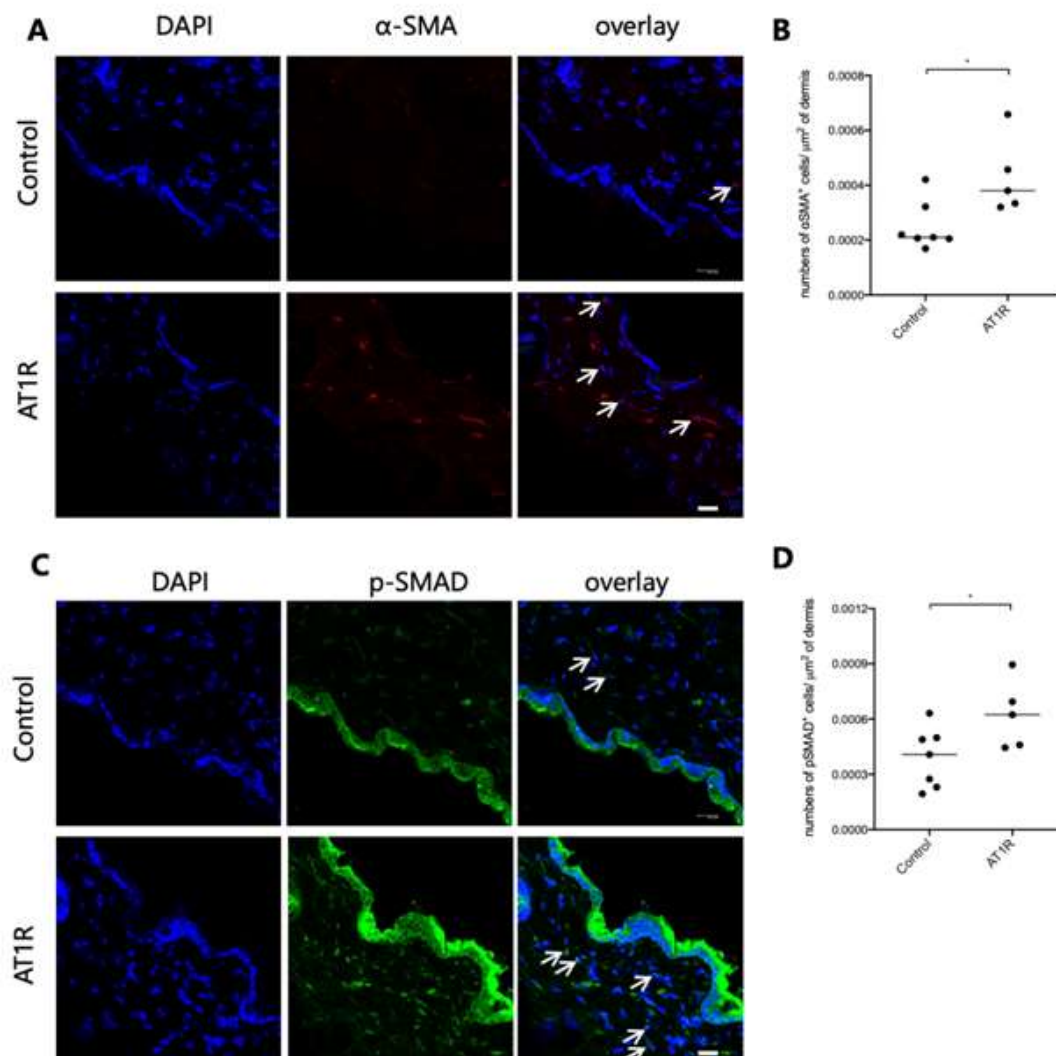 A
DAPI
α-SMA
overlay
Control
AT1R
B
numbers of αSMA⁺ cells/ μm² of dermis
0.0008
0.0006
0.0004
0.0002
0.0000
*
Control
AT1R
C
DAPI
p-SMAD
overlay
Control
AT1R
D
numbers of pSMAD⁺ cells/ μm² of dermis
0.0012
0.0009
0.0006
0.0003
0.0000
*
Control
AT1R